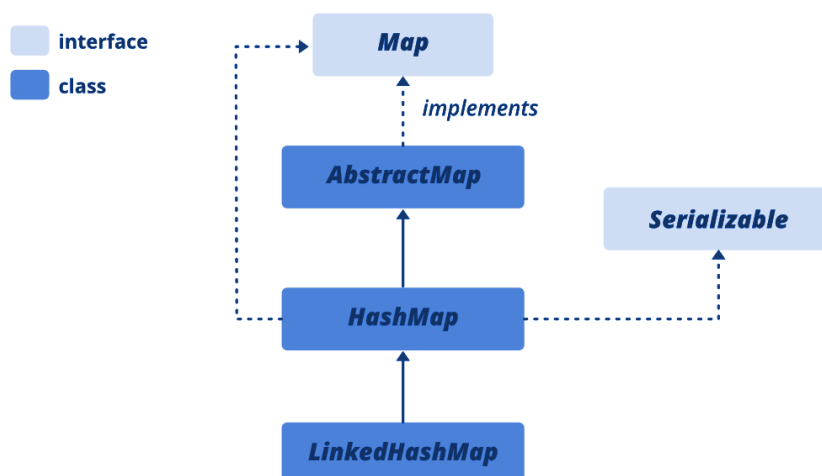 interface
class
Map
implements
AbstractMap
Serializable
HashMap
LinkedHashMap